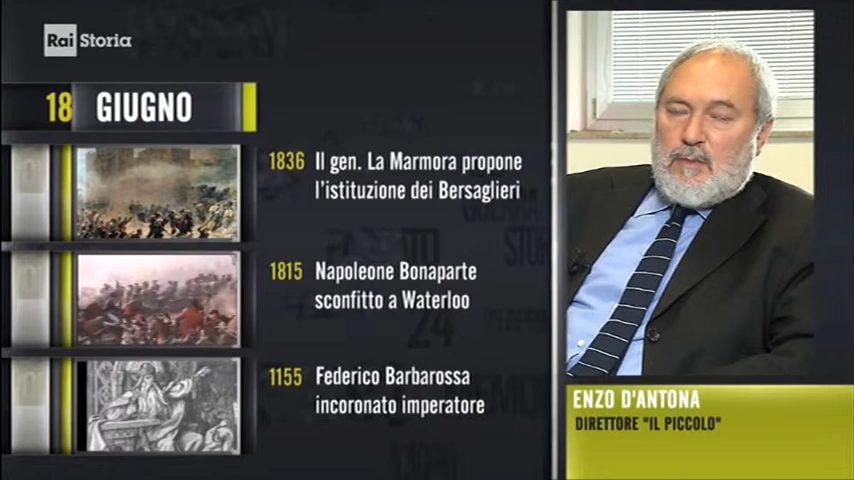 Rai Storia
18 GIUGNO
1836 Il gen. La Marmora propone
l'istituzione dei Bersaglieri
1815 Napoleone Bonaparte
sconfitto a Waterloo
1155 Federico Barbarossa
incoronato imperatore
ENZO D'ANTONA
DIRETTORE "IL PICCOLO"